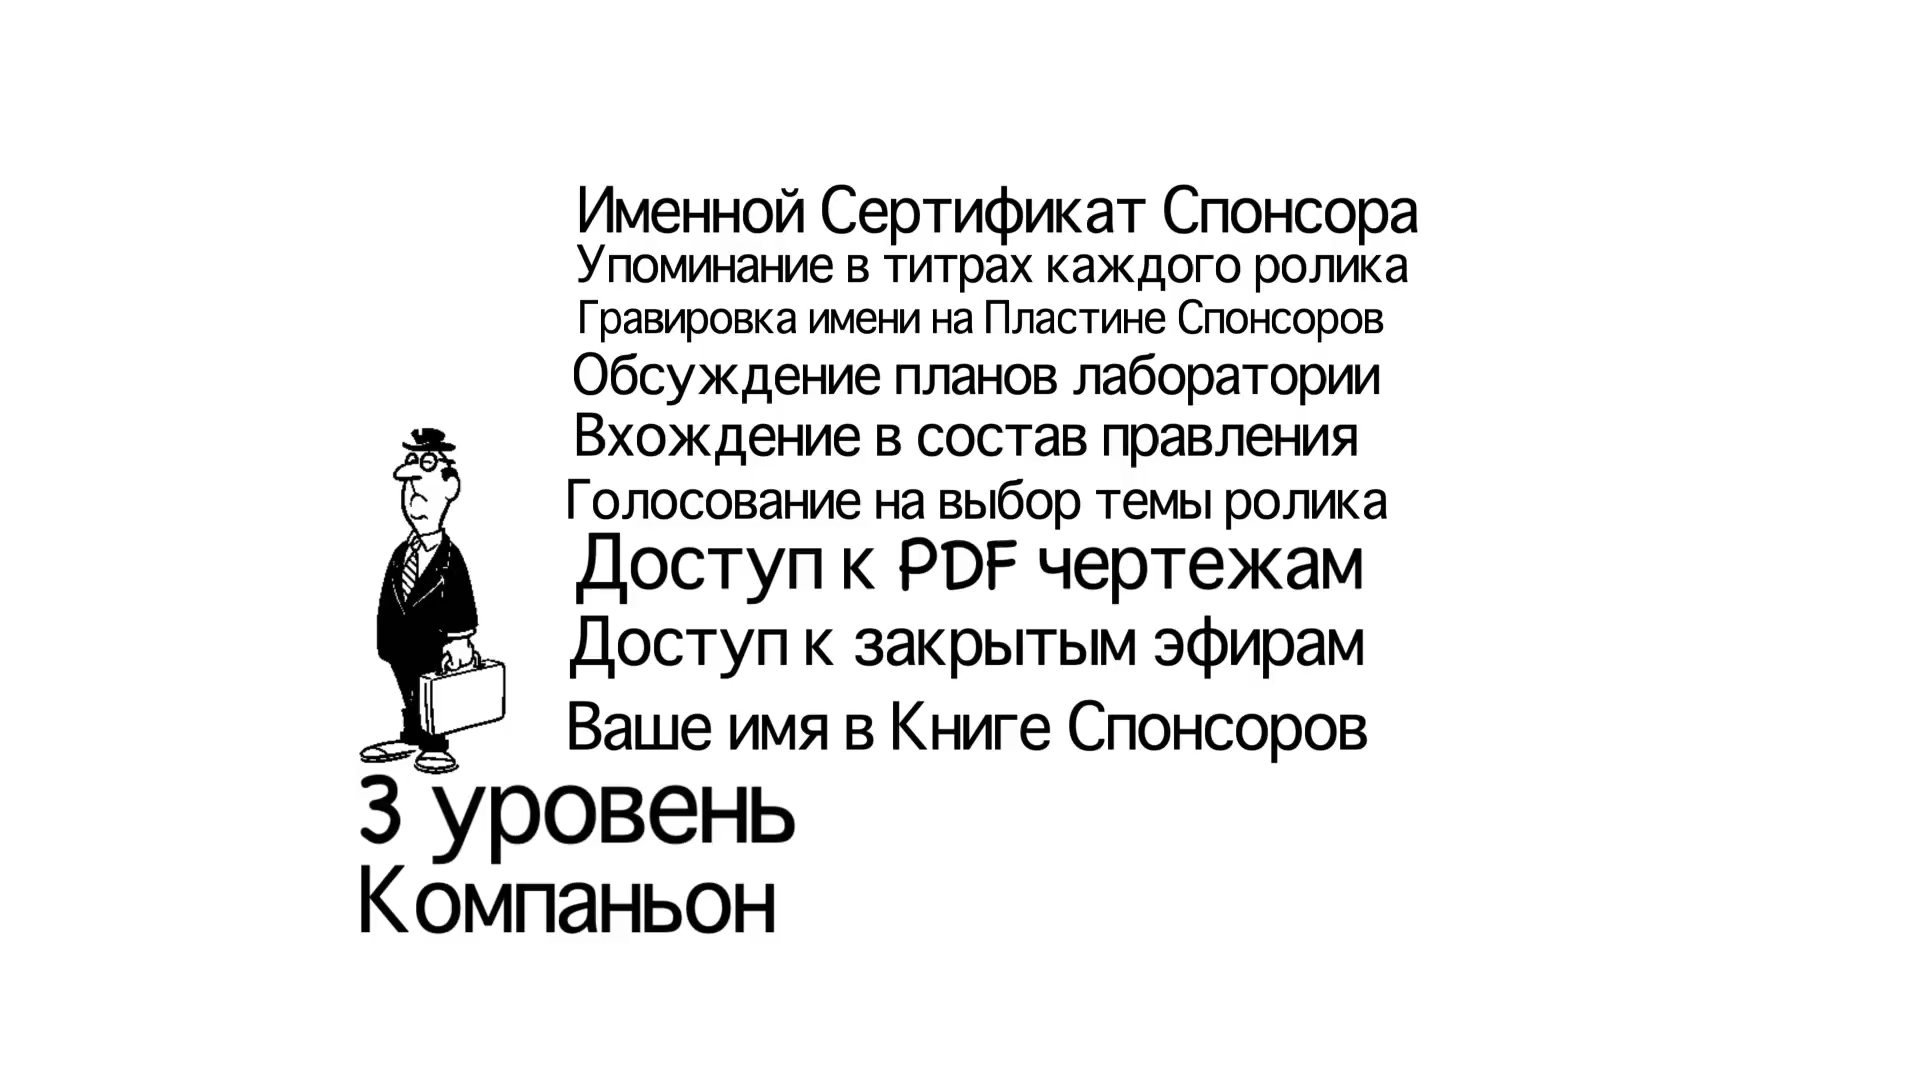 Именной Сертификат Спонсора
Упоминание в титрах каждого ролика
Гравировка имени на Пластине Спонсоров
Обсуждение планов лаборатории
Вхождение в состав правления
Голосование на выбор темы ролика
Доступ к PDF чертежам
Доступ к закрытым эфирам
Ваше имя в Книге Спонсоров
3 уровень
Компаньон